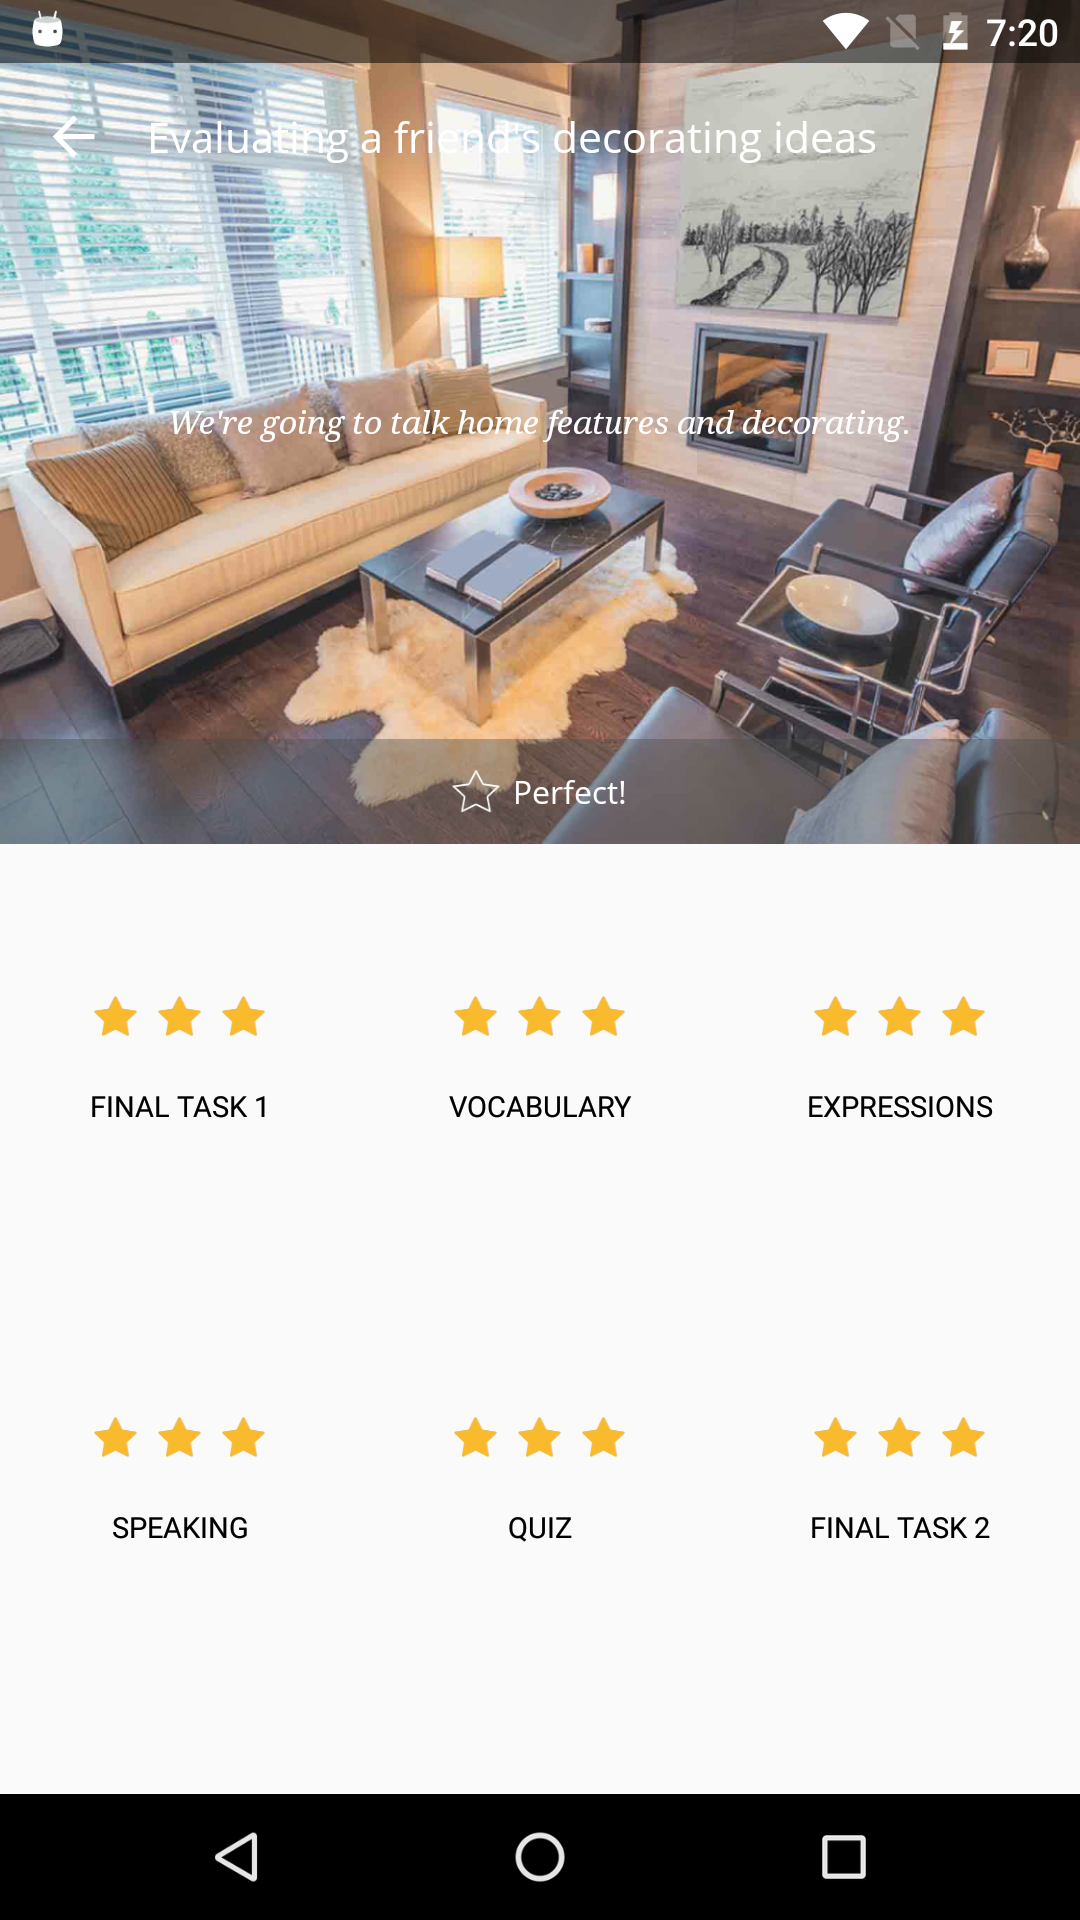 7:20
Evaluating a friend's decorating ideas
We're going to talk home features and decorating.
Perfect!
FINAL TASK 1
VOCABULARY
EXPRESSIONS
SPEAKING
QUIZ
FINAL TASK 2